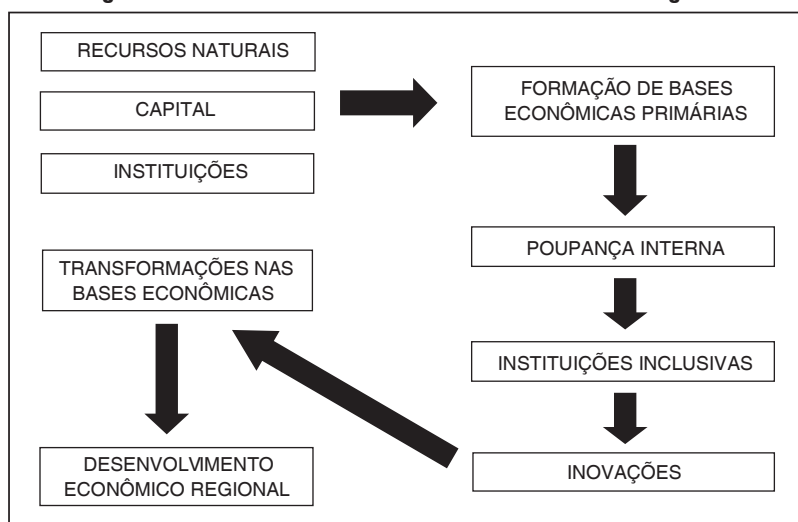 RECURSOS NATURAIS
CAPITAL
INSTITUIÇÕES
FORMAÇÃO DE BASES
ECONÔMICAS PRIMÁRIAS
POUPANÇA INTERNA
INSTITUIÇÕES INCLUSIVAS
INOVAÇÕES
TRANSFORMAÇÕES NAS
BASES ECONÔMICAS
DESENVOLVIMENTO
ECONÔMICO REGIONAL